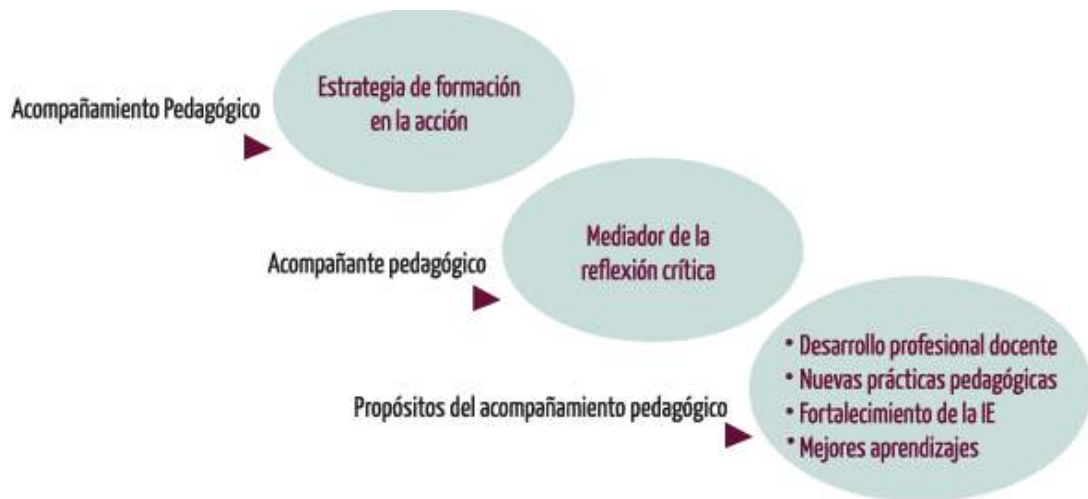 Acompañamiento Pedagógico
Estrategia de formación
en la acción
Acompañante pedagógico
Mediador de la
reflexión crítica
Propósitos del acompañamiento pedagógico
• Desarrollo profesional docente
• Nuevas prácticas pedagógicas
• Fortalecimiento de la IE
• Mejores aprendizajes